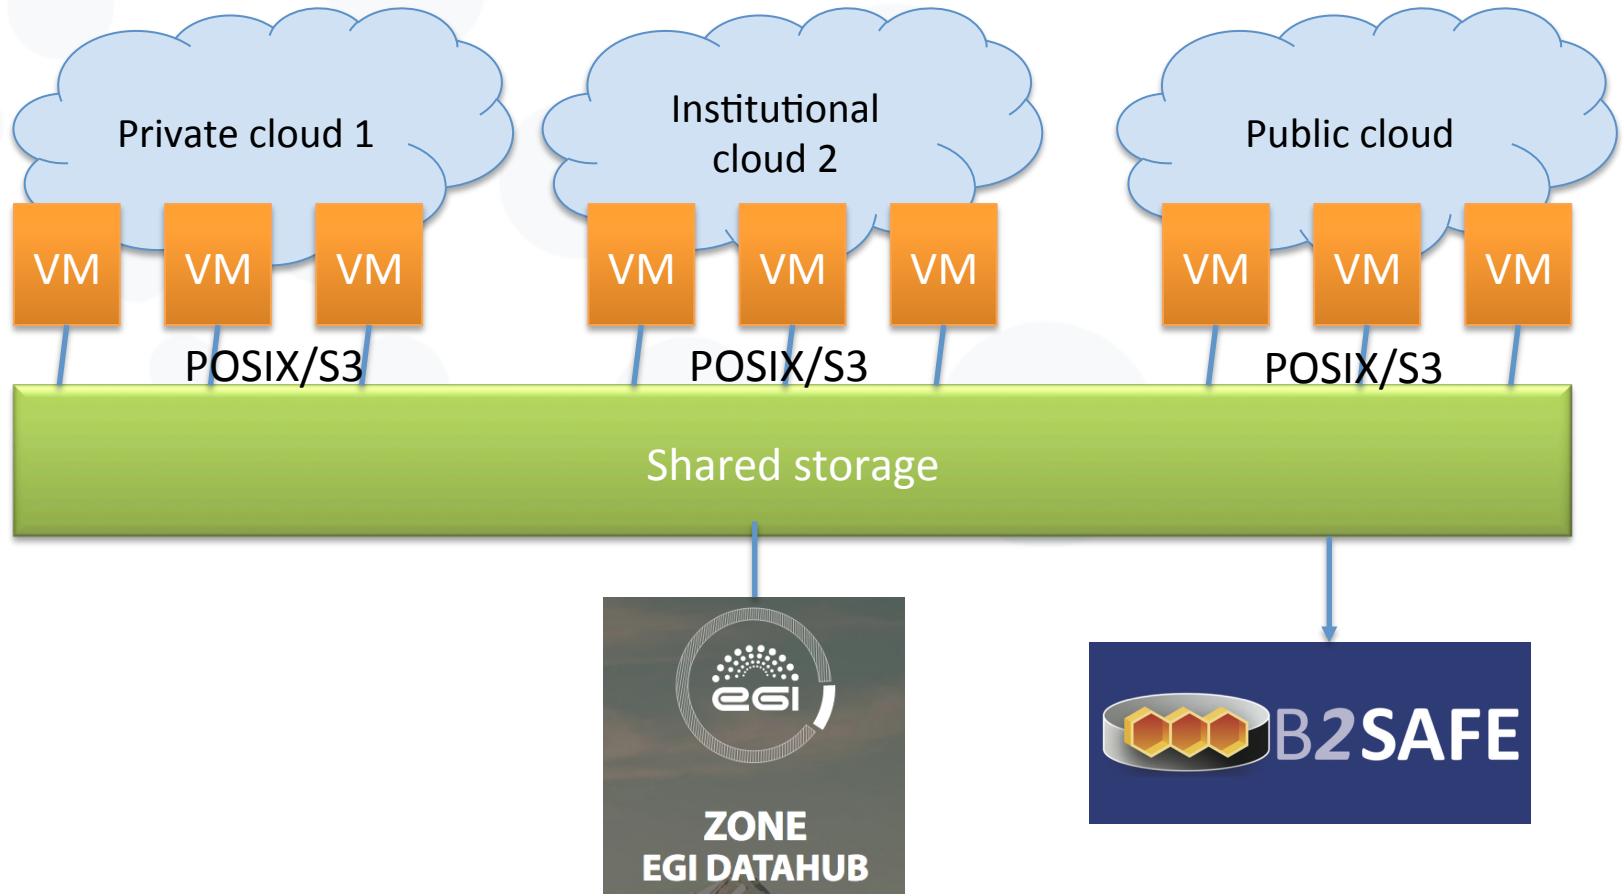 Private cloud 1
Institutional
cloud 2
Public cloud
VM VM VM VM VM VM VM VM VM
POSIX/S3 POSIX/S3 POSIX/S3
Shared storage
eGI
ZONE
EGI DATAHUB
B2SAFE